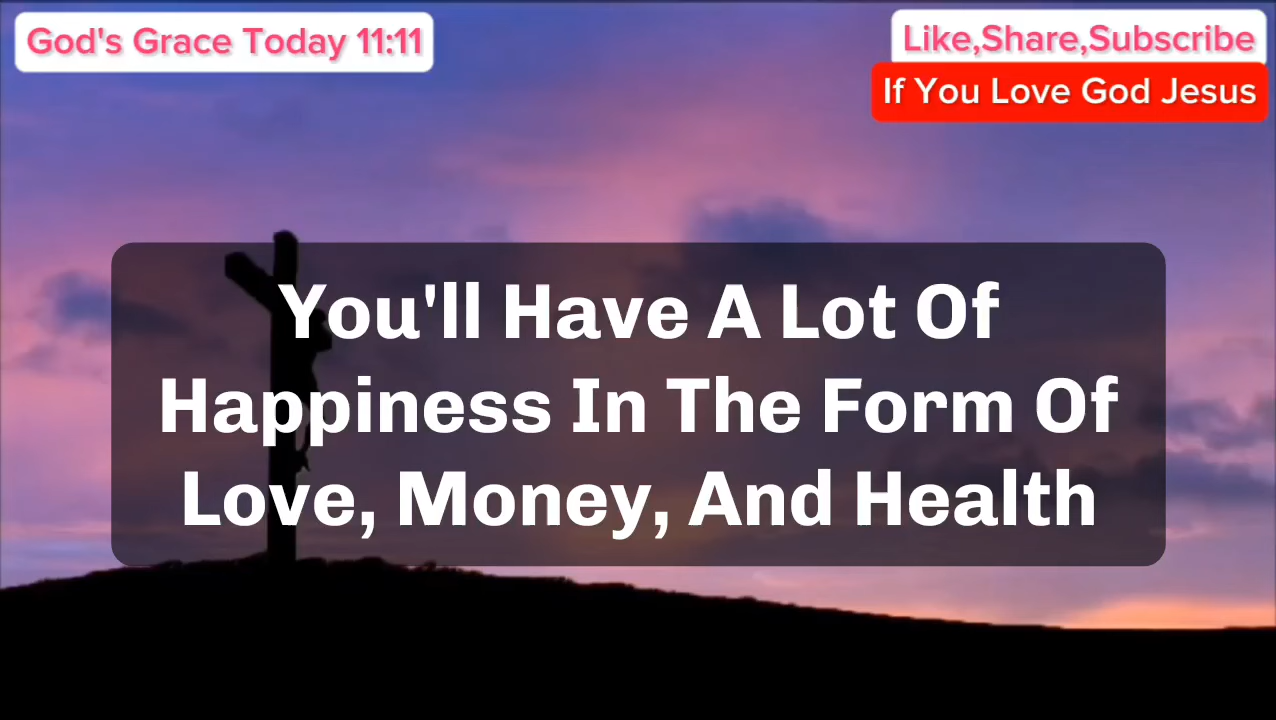 God's Grace Today 11:11
Like,Share,Subscribe
If You Love God Jesus
You'll Have A Lot Of
Happiness In The Form Of
Love, Money, And Health